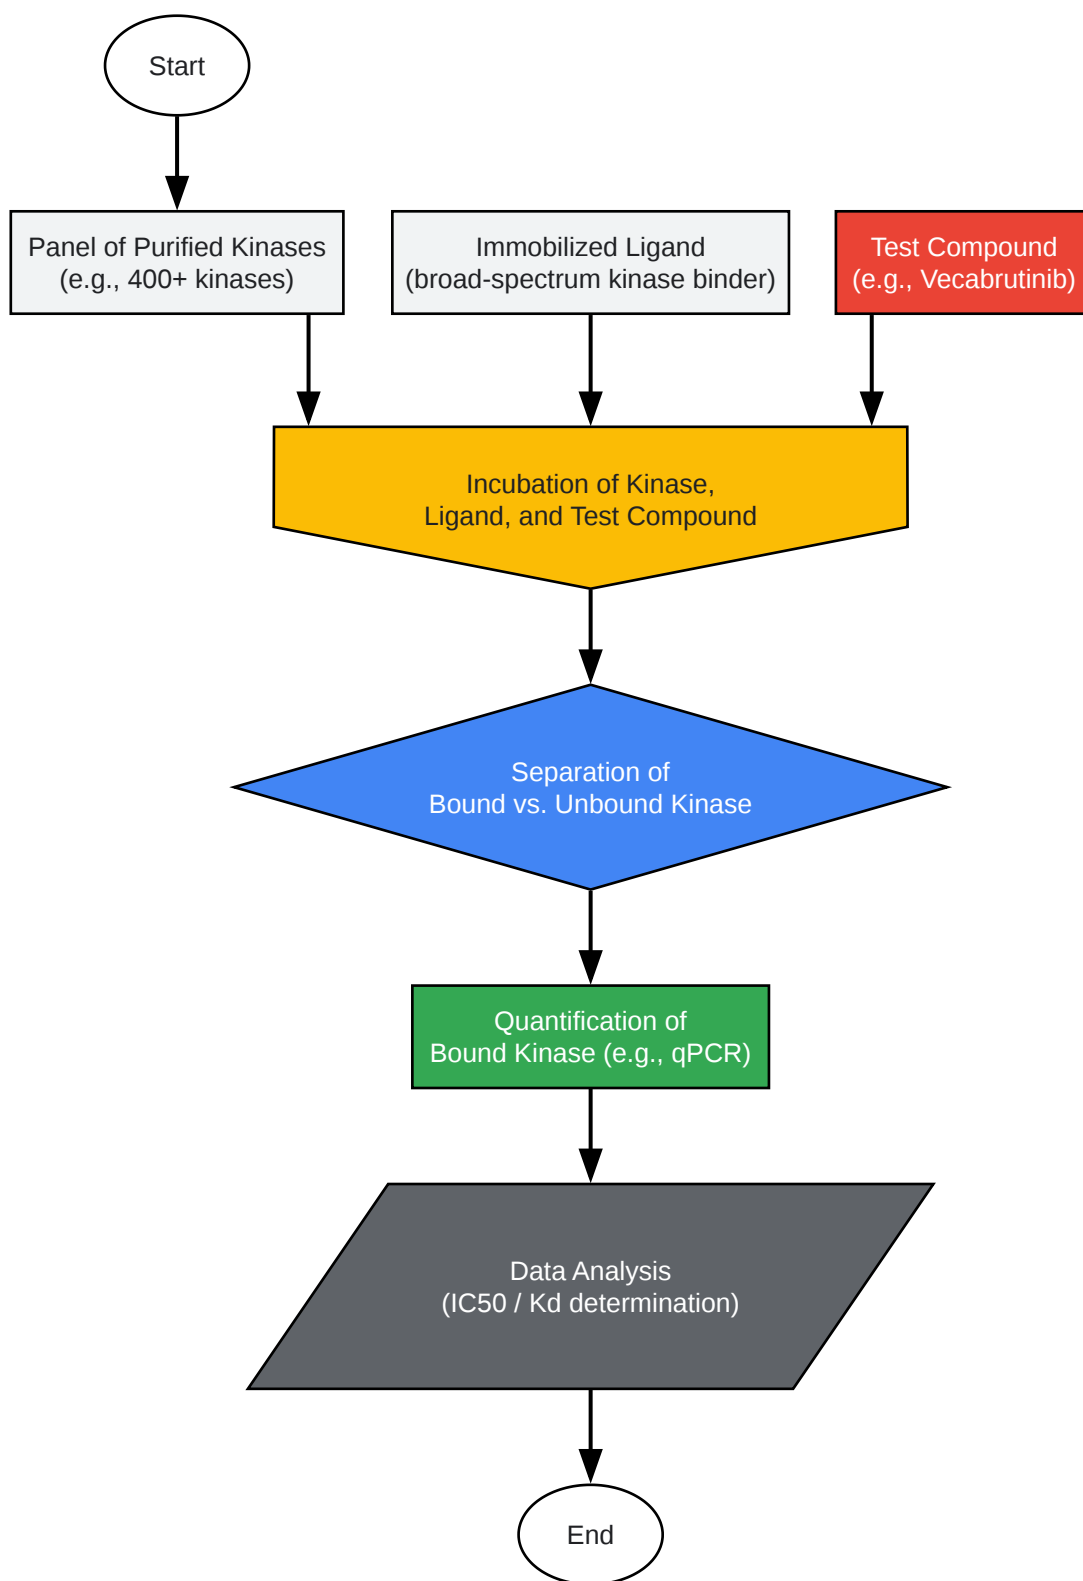 Start
Panel of Purified Kinases
(e.g., 400+ kinases)
Immobilized Ligand
(broad-spectrum kinase binder)
Test Compound
(e.g., Vecabrutinib)
Incubation of Kinase,
Ligand, and Test Compound
Separation of
Bound vs. Unbound Kinase
Quantification of
Bound Kinase (e.g., qPCR)
Data Analysis
(IC50 / Kd determination)
End